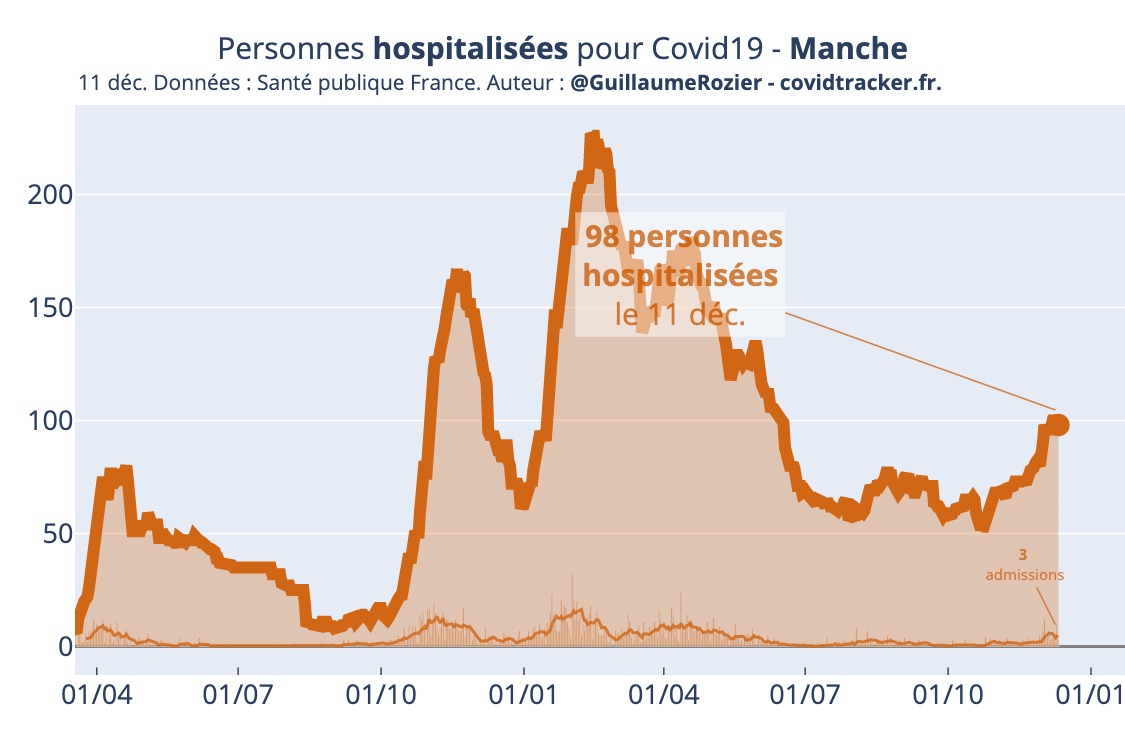 Personnes hospitalisées pour Covid19 - Manche
11 déc. Données : Santé publique France. Auteur : @GuillaumeRozier - covidtracker.fr.
200
150
100
50
0
98 personnes
hospitalisées
le 11 déc.
3
admissions
01/04
01/07
01/10
01/01
01/04
01/07
01/10
01/01